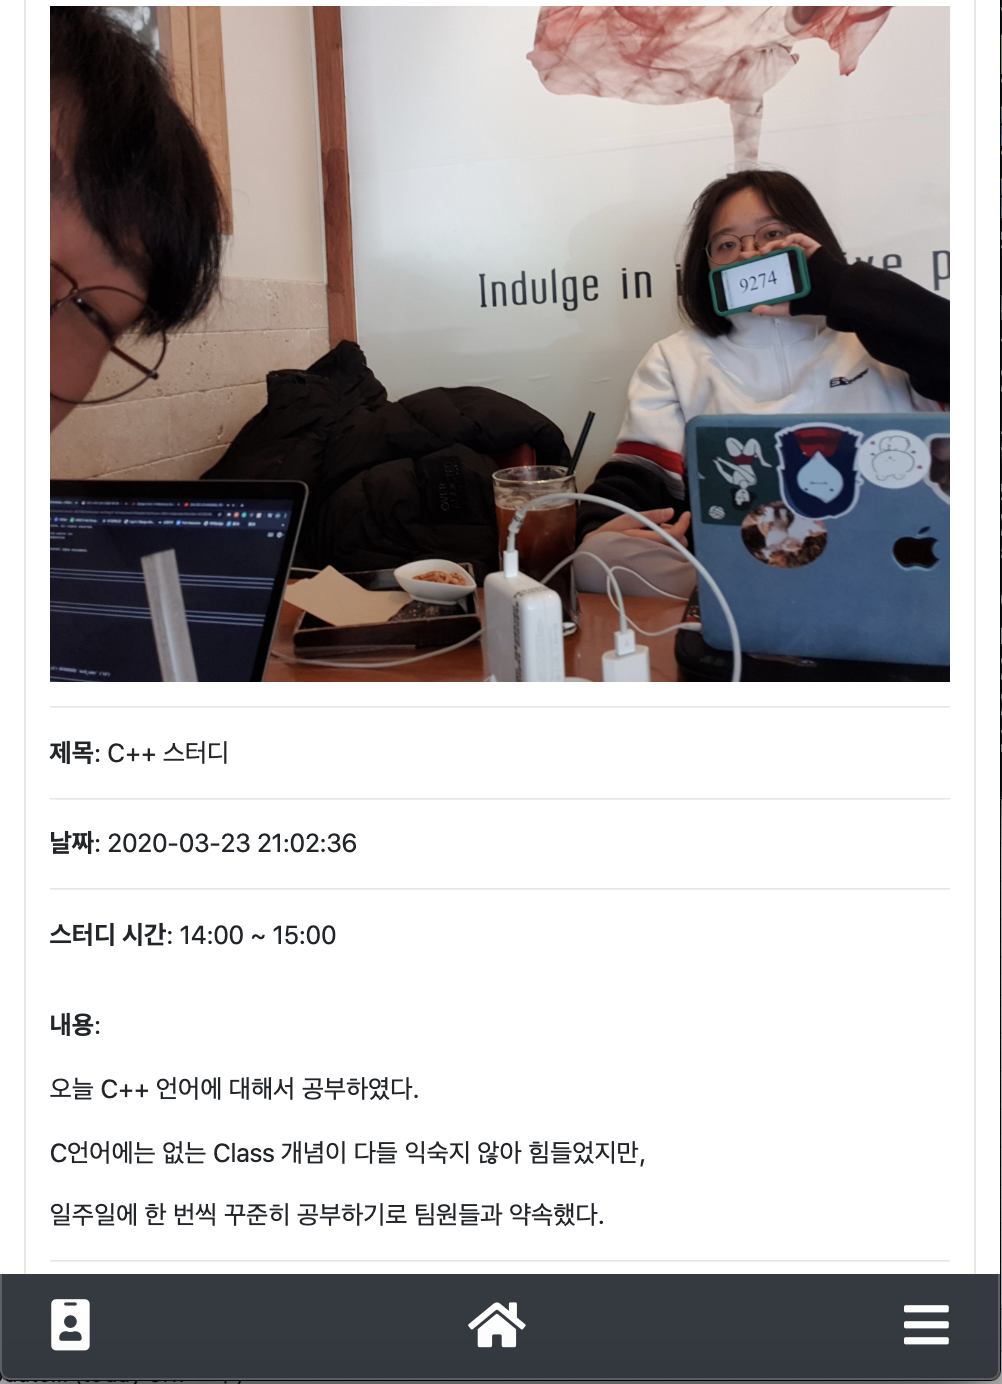 Indulge in
9274
제목: C++ 스터디
날짜: 2020-03-23 21:02:36
스터디 시간: 14:00 ~ 15:00
내용:
오늘 C++ 언어에 대해서 공부하였다.
C언어에는 없는 Class 개념이 다들 익숙지 않아 힘들었지만,
일주일에 한 번씩 꾸준히 공부하기로 팀원들과 약속했다.